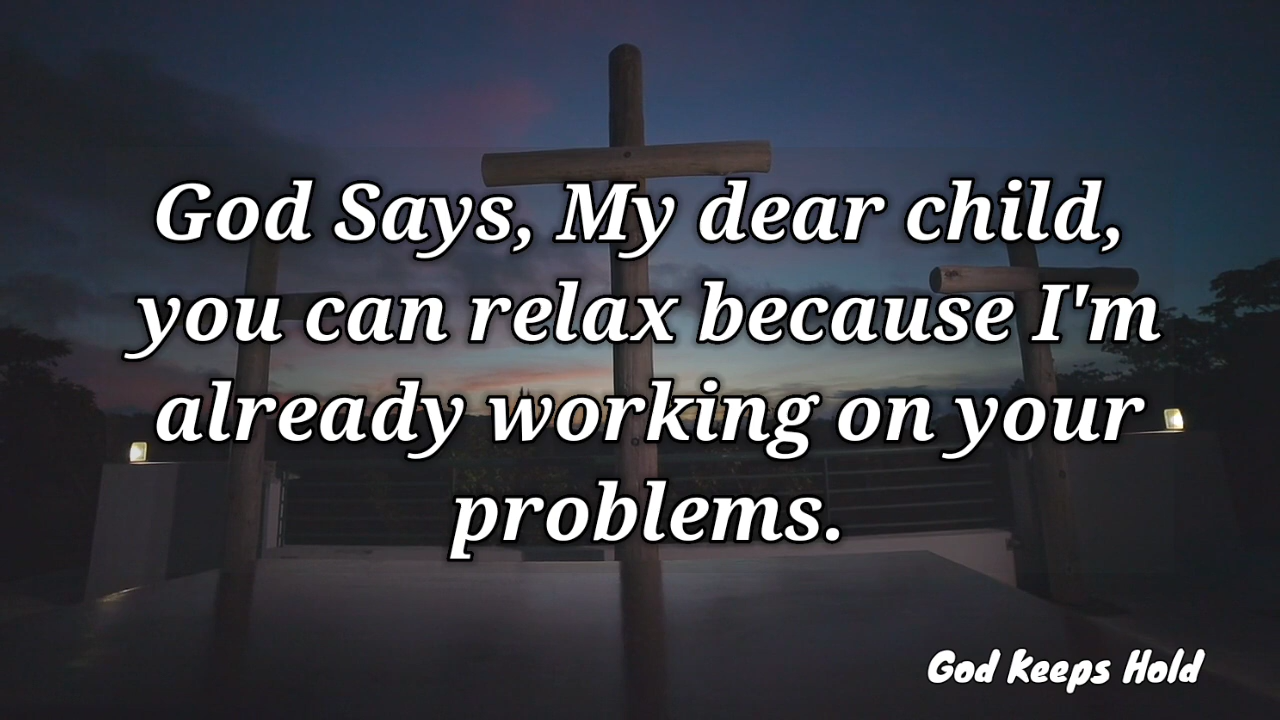 God Says, My dear child,
you can relax because I'm
already working on your
problems.
God Keeps Hold